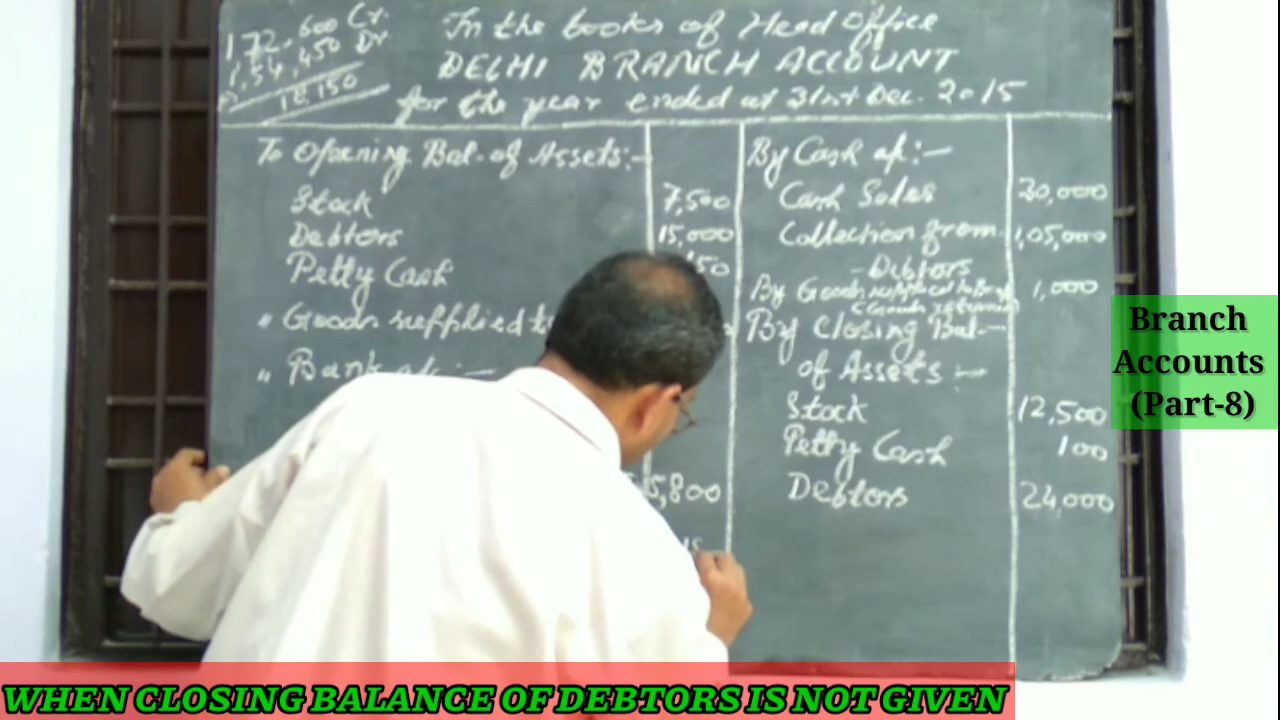 1,72,600 Cr.
1,54,450 Dr
18,150
In the books of Head Office
DELHI BRANCH ACCOUNT
for the year ended at 31st Dec. 2015
To Opening Bal. of Assets:-
Stock 7,500
Debtors 15,000
Petty Cash 150
" Goods supplied t
" Bank a/c :-
5,800
By Cash a/c:-
Cash Sales 30,000
Collection from 1,05,000
- Debtors
By Goods supplied to 1,000
By Closing Bal.-
of Assets :-
Stock 12,500
Petty Cash 100
Debtors 24,000
Branch
Accounts
(Part-8)
WHEN CLOSING BALANCE OF DEBTORS IS NOT GIVEN